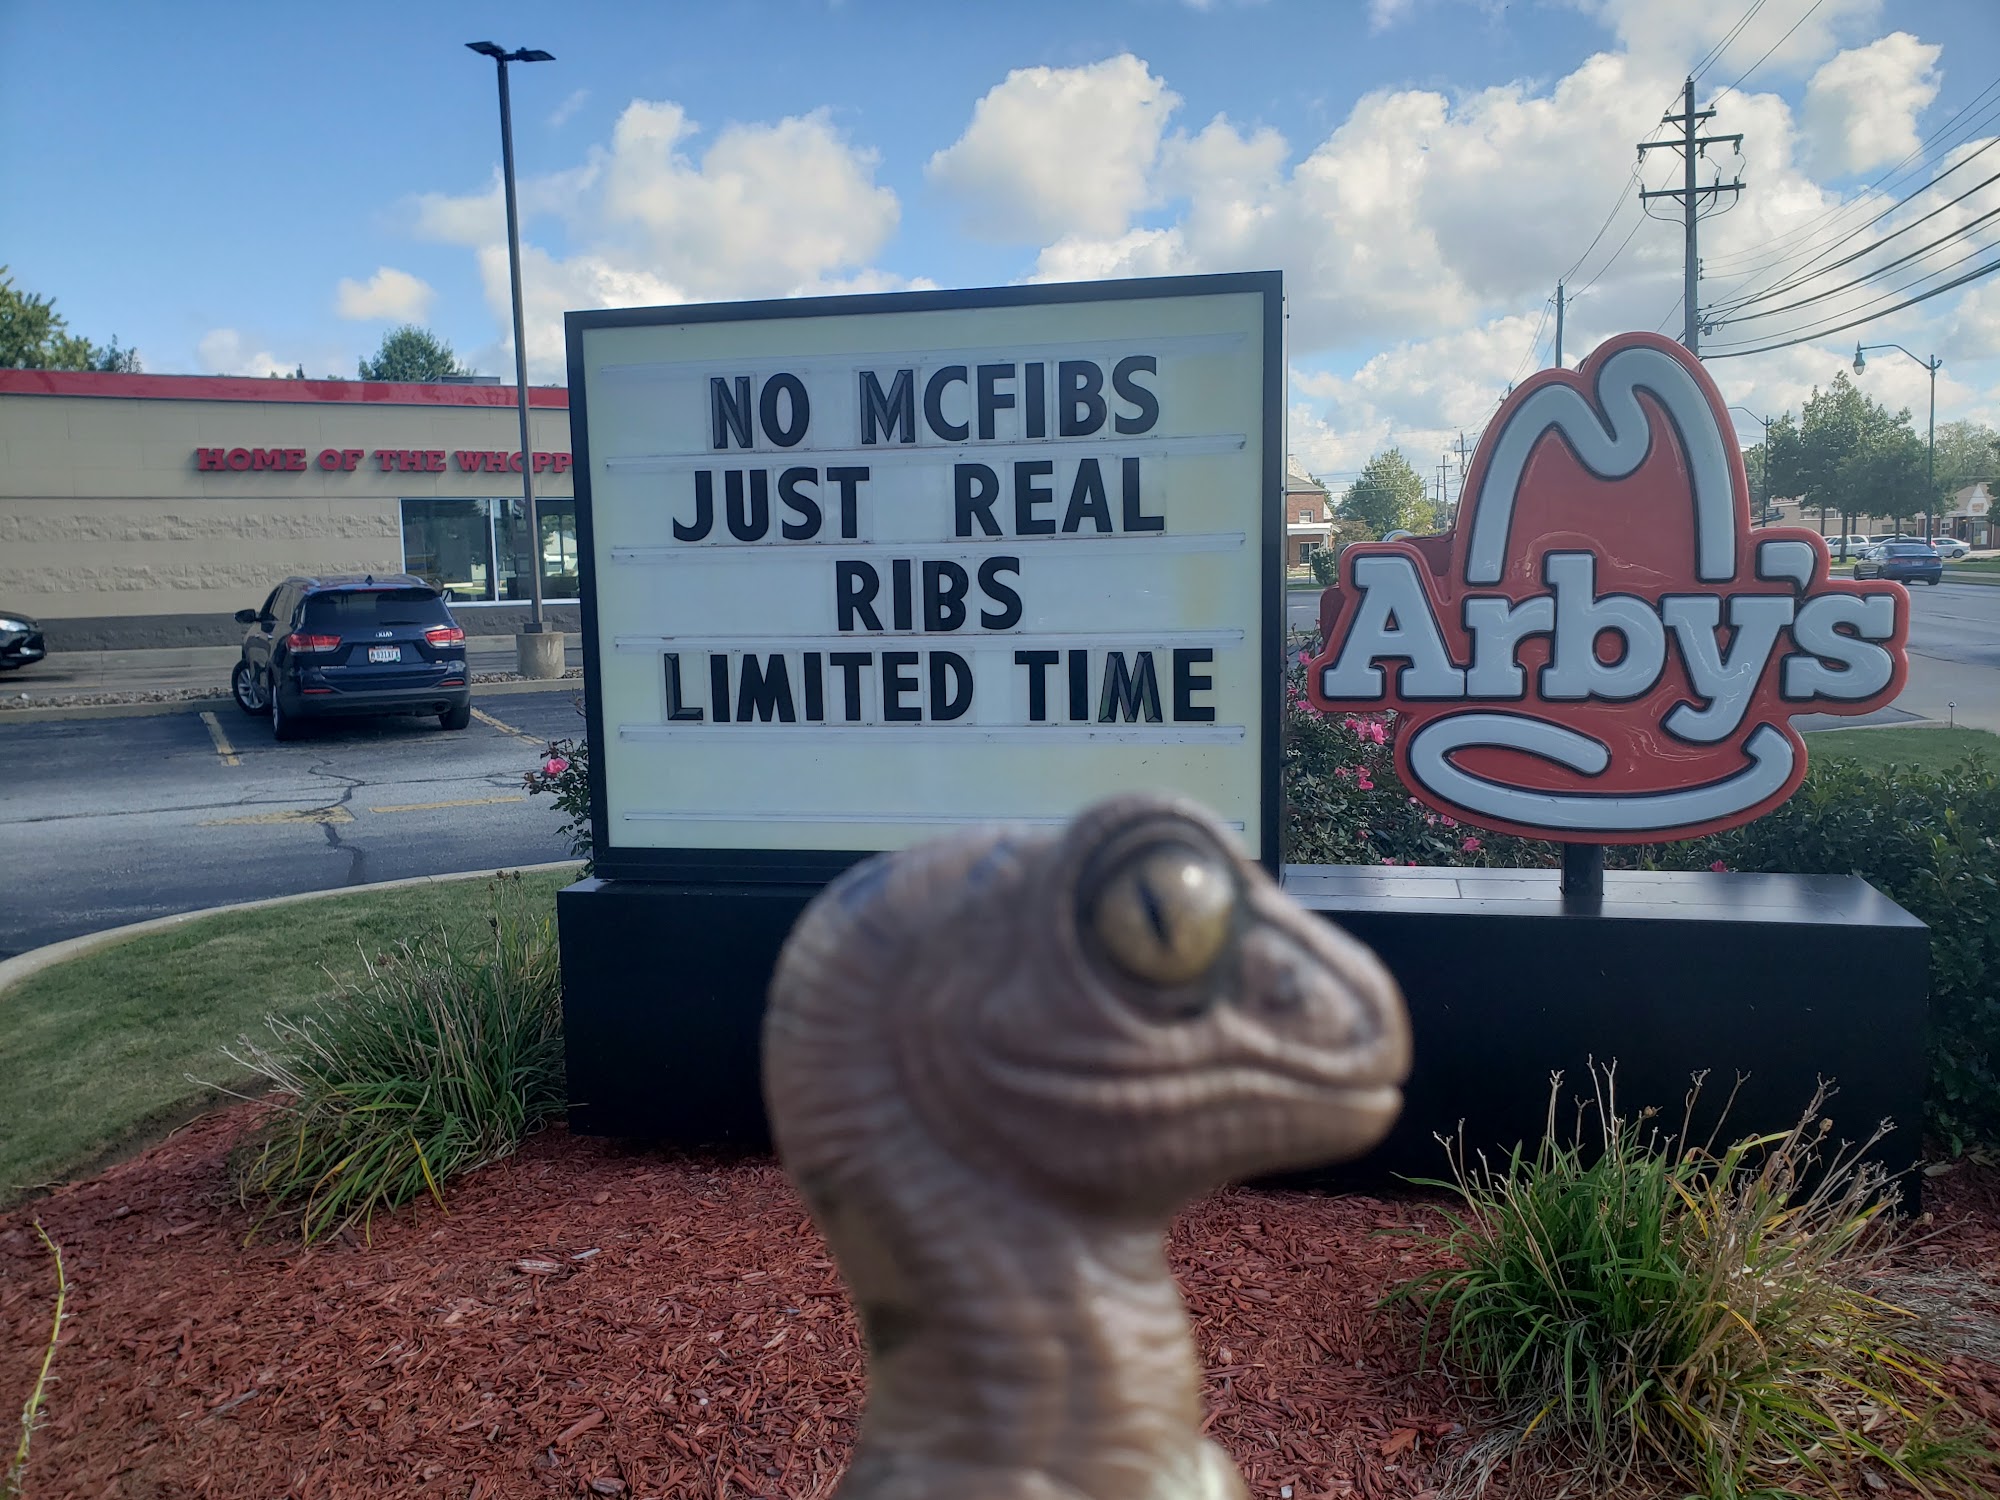 HOME OF THE WHOPP
NO MCFIBS
JUST REAL
RIBS
LIMITED TIME
Arby's
KIA